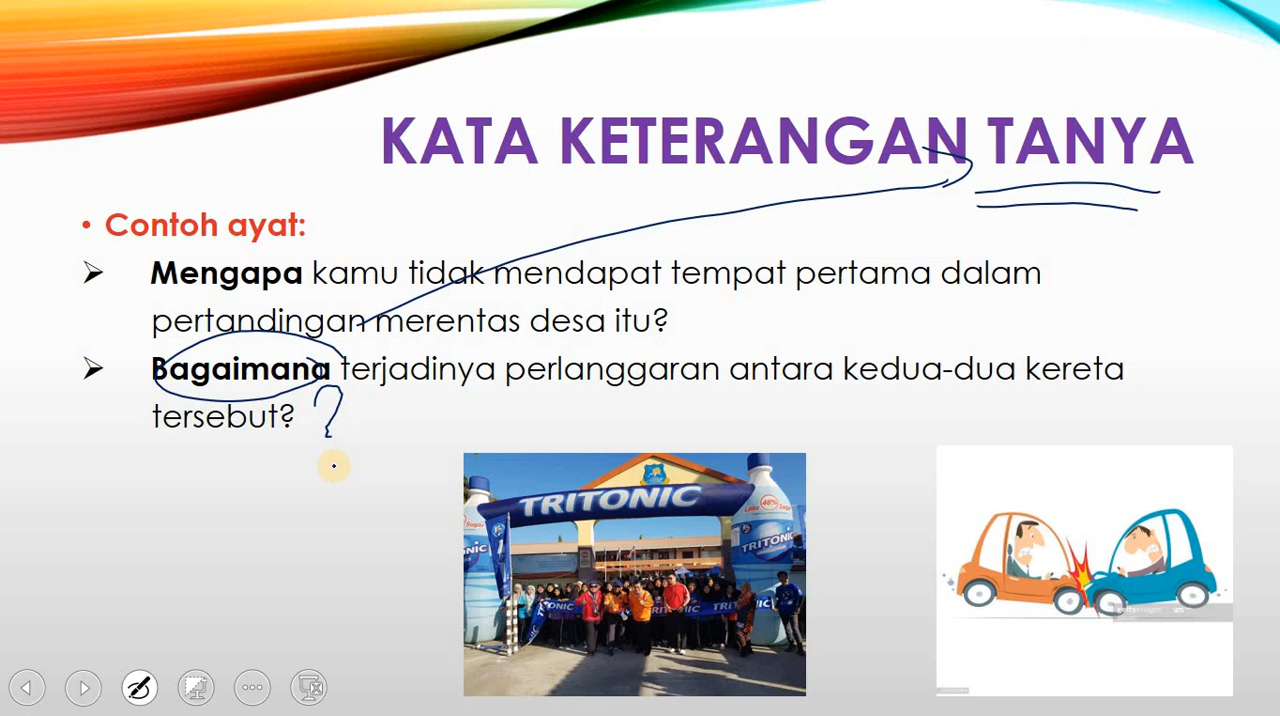 KATA KETERANGAN TANYA
• Contoh ayat:
➢ Mengapa kamu tidak mendapat tempat pertama dalam
pertandingan merentas desa itu?
➢ Bagaimana terjadinya perlanggaran antara kedua-dua kereta
tersebut? ?
TRITONIC
TRITONIC
TRITONIC